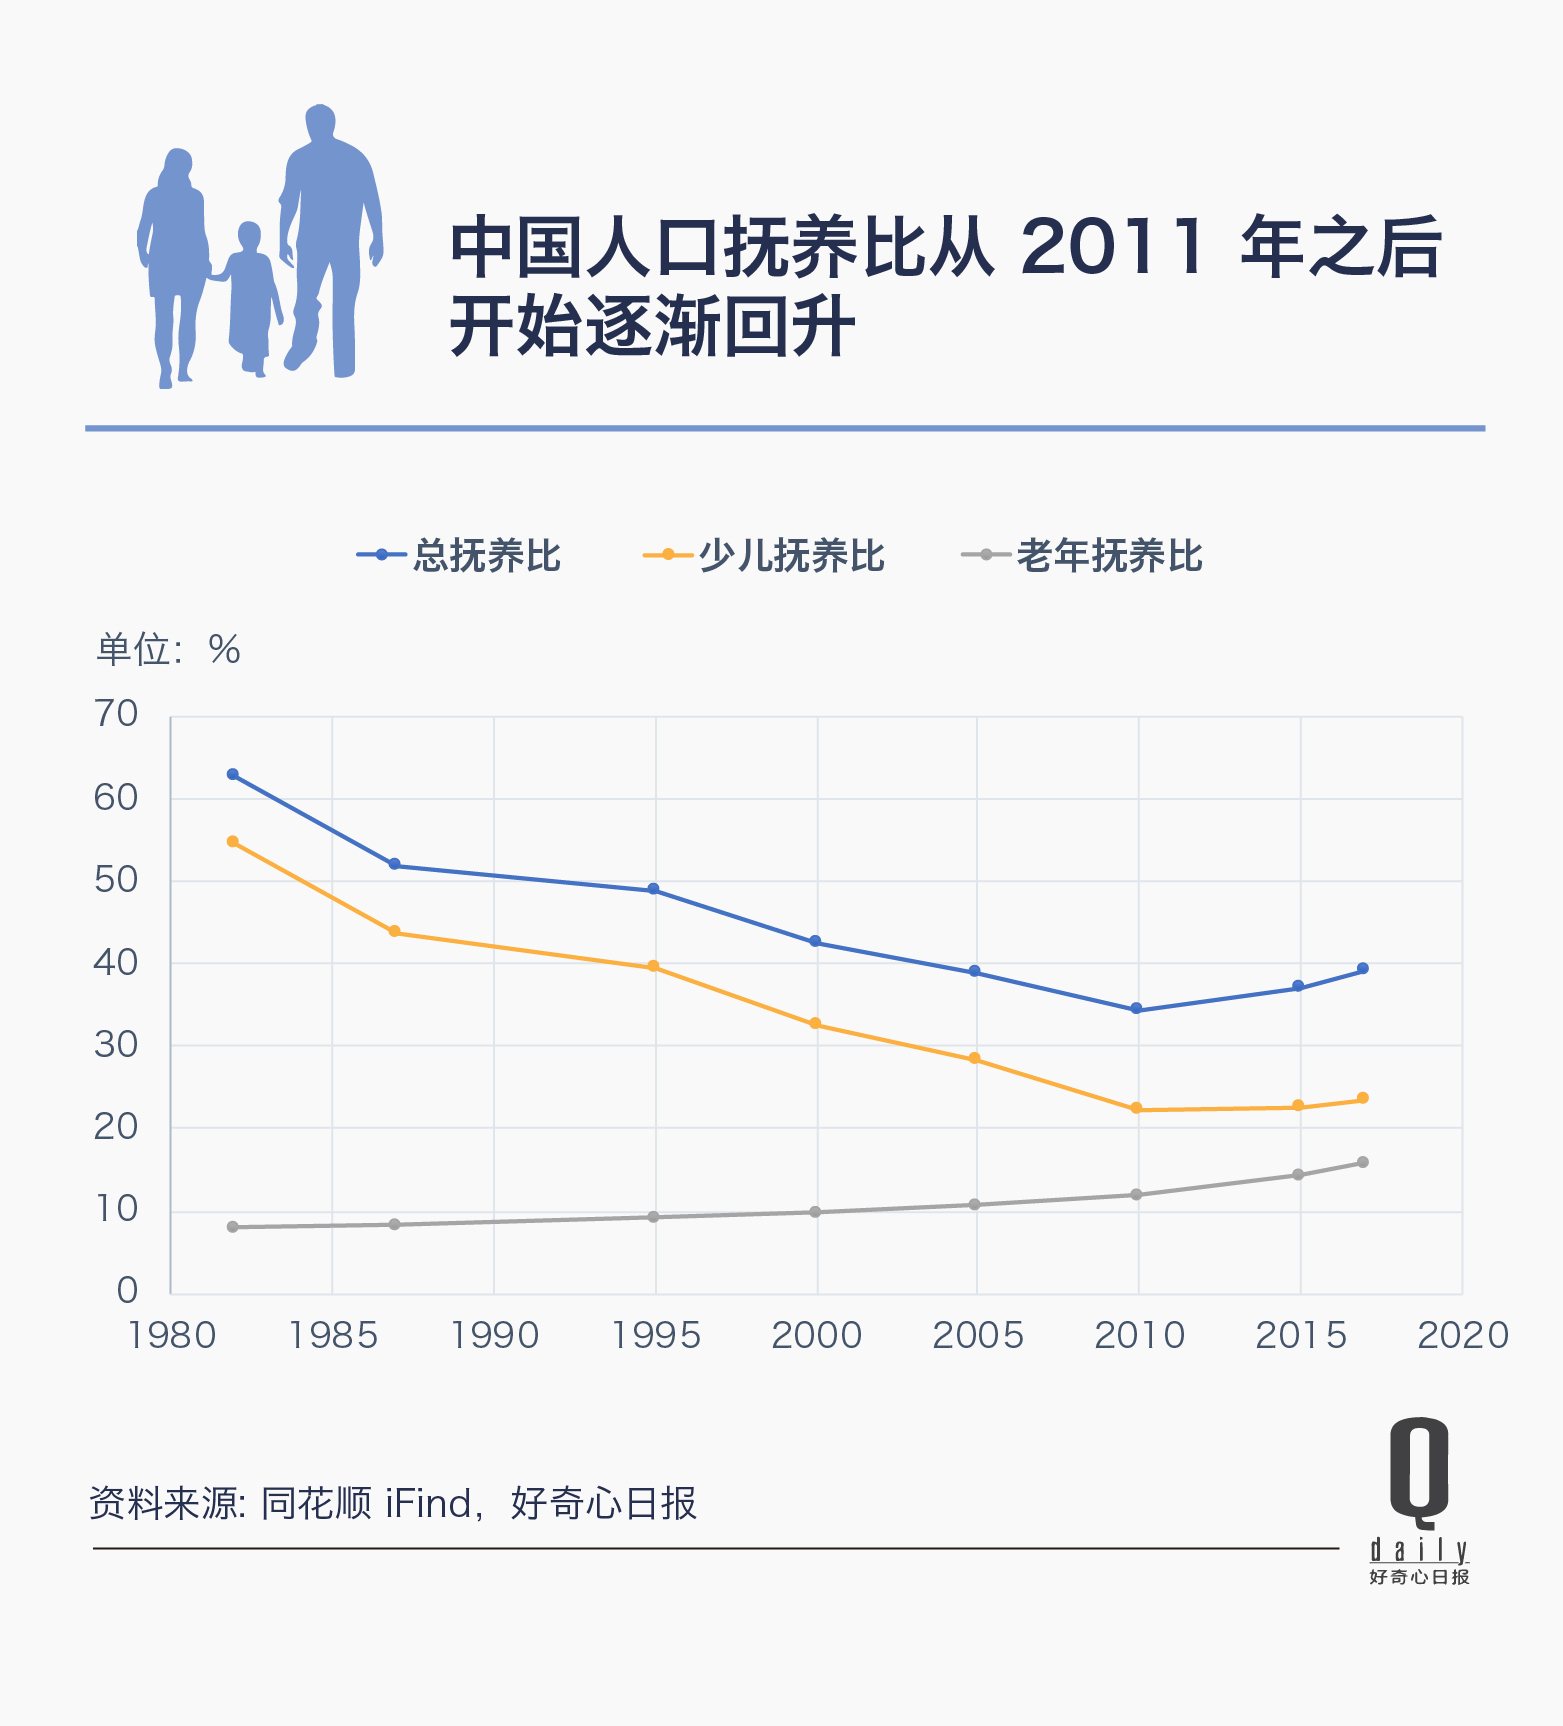 中国人口抚养比从 2011 年之后
开始逐渐回升
总抚养比 少儿抚养比 老年抚养比
单位：%
70
60
50
40
30
20
10
0
1980 1985 1990 1995 2000 2005 2010 2015 2020
资料来源: 同花顺 iFind，好奇心日报
Q
daily
好奇心日报